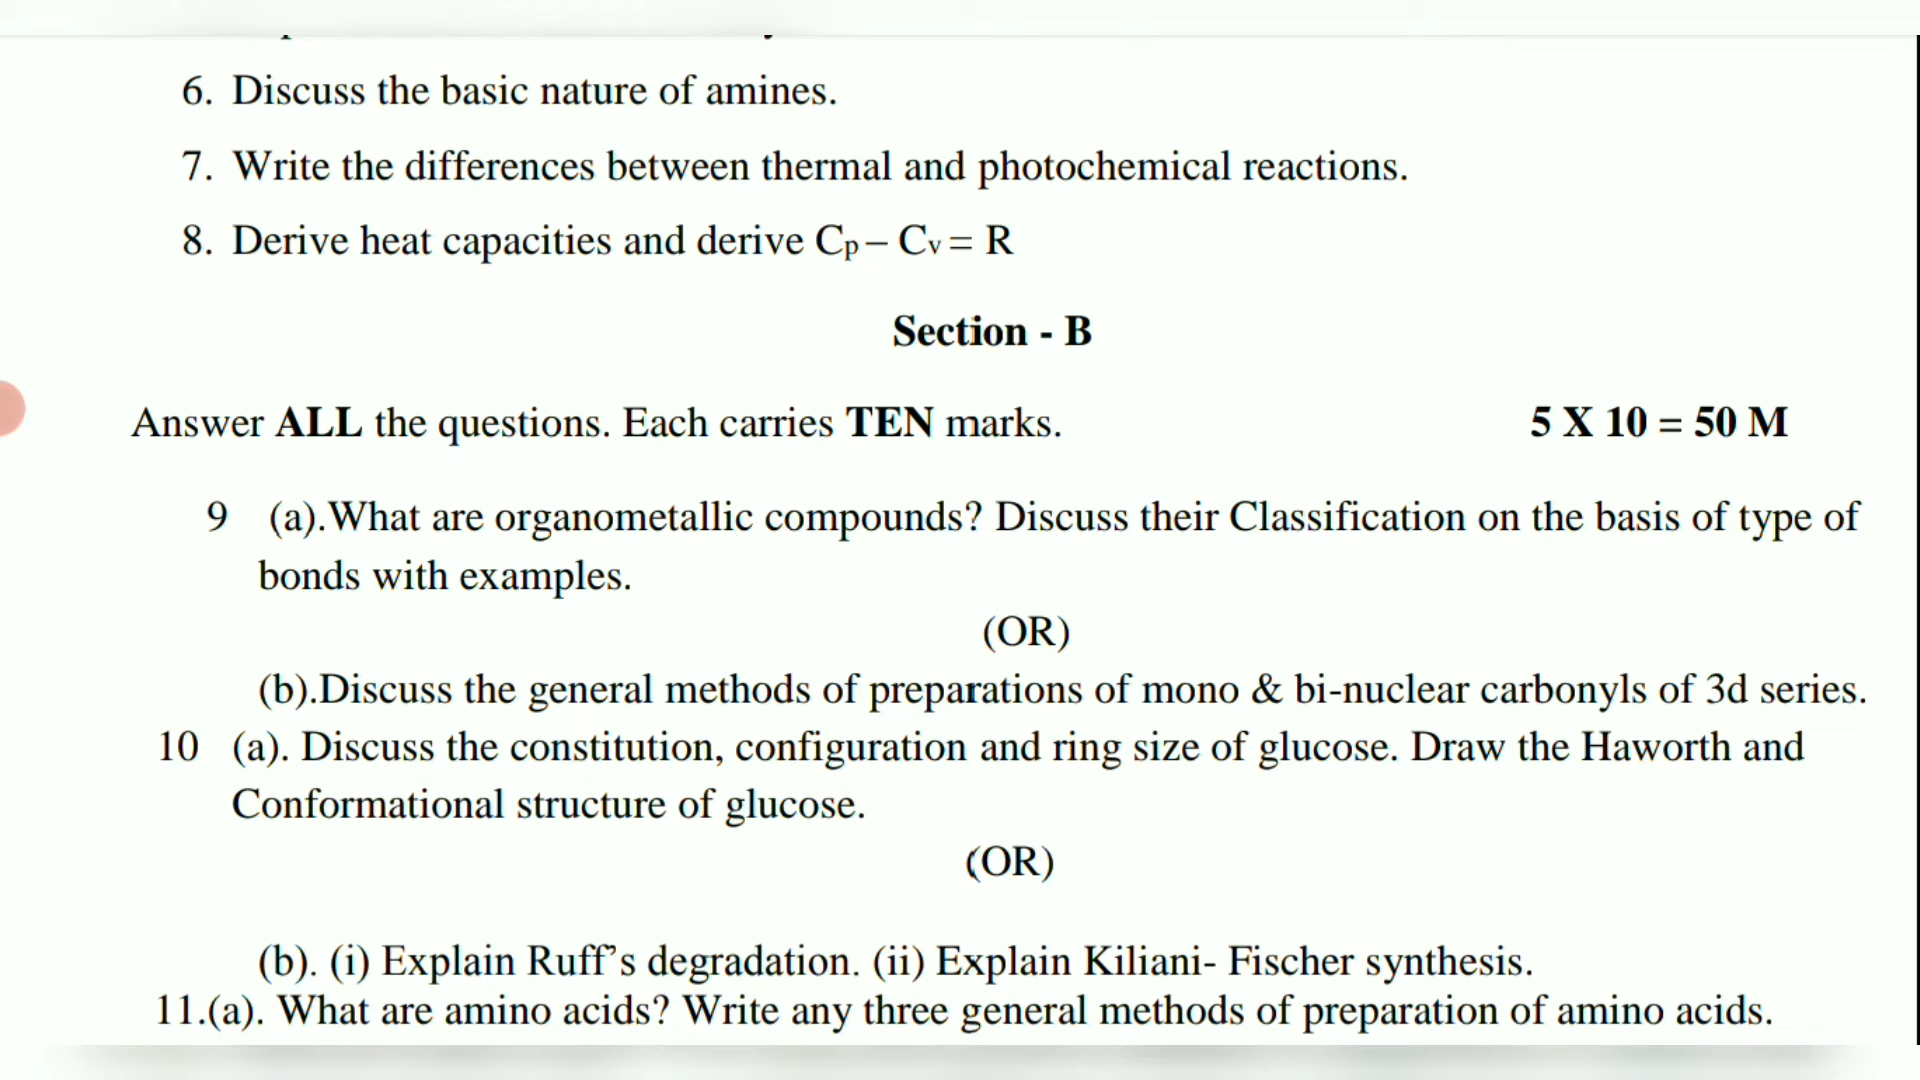 6. Discuss the basic nature of amines.
7. Write the differences between thermal and photochemical reactions.
8. Derive heat capacities and derive Cp – Cv = R
Section - B
Answer ALL the questions. Each carries TEN marks. 5 X 10 = 50 M
9 (a).What are organometallic compounds? Discuss their Classification on the basis of type of
bonds with examples.
(OR)
(b).Discuss the general methods of preparations of mono & bi-nuclear carbonyls of 3d series.
10 (a). Discuss the constitution, configuration and ring size of glucose. Draw the Haworth and
Conformational structure of glucose.
(OR)
(b). (i) Explain Ruff’s degradation. (ii) Explain Kiliani- Fischer synthesis.
11.(a). What are amino acids? Write any three general methods of preparation of amino acids.